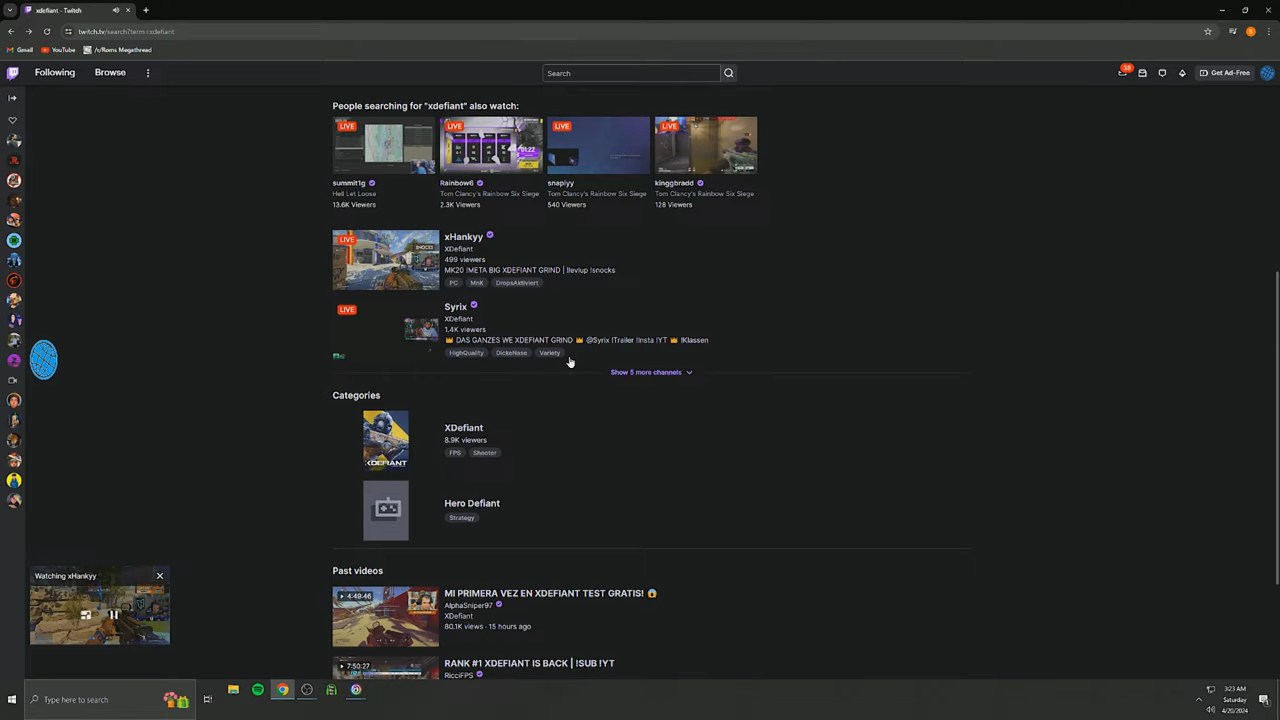 xdefiant - Twitch
twitch.tv/search?term=xdefiant
Gmail
YouTube
/r/Roms Megathread
Following
Browse
Search
38
Get Ad-Free
People searching for "xdefiant" also watch:
LIVE
LIVE
LIVE
LIVE
01:22
summit1g
Rainbow6
snapiyy
kinggbradd
Hell Let Loose
Tom Clancy's Rainbow Six Siege
Tom Clancy's Rainbow Six Siege
Tom Clancy's Rainbow Six Siege
13.6K Viewers
2.3K Viewers
540 Viewers
128 Viewers
LIVE
!SNOCKS
xHankyy
XDefiant
499 viewers
MK20 !META BIG XDEFIANT GRIND | !levlup !snocks
PC
MnK
DropsAktiviert
LIVE
Syrix
XDefiant
1.4K viewers
👑 DAS GANZES WE XDEFIANT GRIND 👑 @Syrix !Trailer !Insta !YT 👑 !Klassen
HighQuality
DickeNase
Variety
Show 5 more channels
Categories
XDEFIANT
XDefiant
8.9K viewers
FPS
Shooter
Hero Defiant
Strategy
Watching xHankyy
Past videos
4:49:46
MI PRIMERA VEZ EN XDEFIANT TEST GRATIS! 😱
AlphaSniper97
XDefiant
80.1K views · 15 hours ago
7:50:27
RANK #1 XDEFIANT IS BACK | !SUB !YT
RicciFPS
Type here to search
3:23 AM
Saturday
4/20/2024